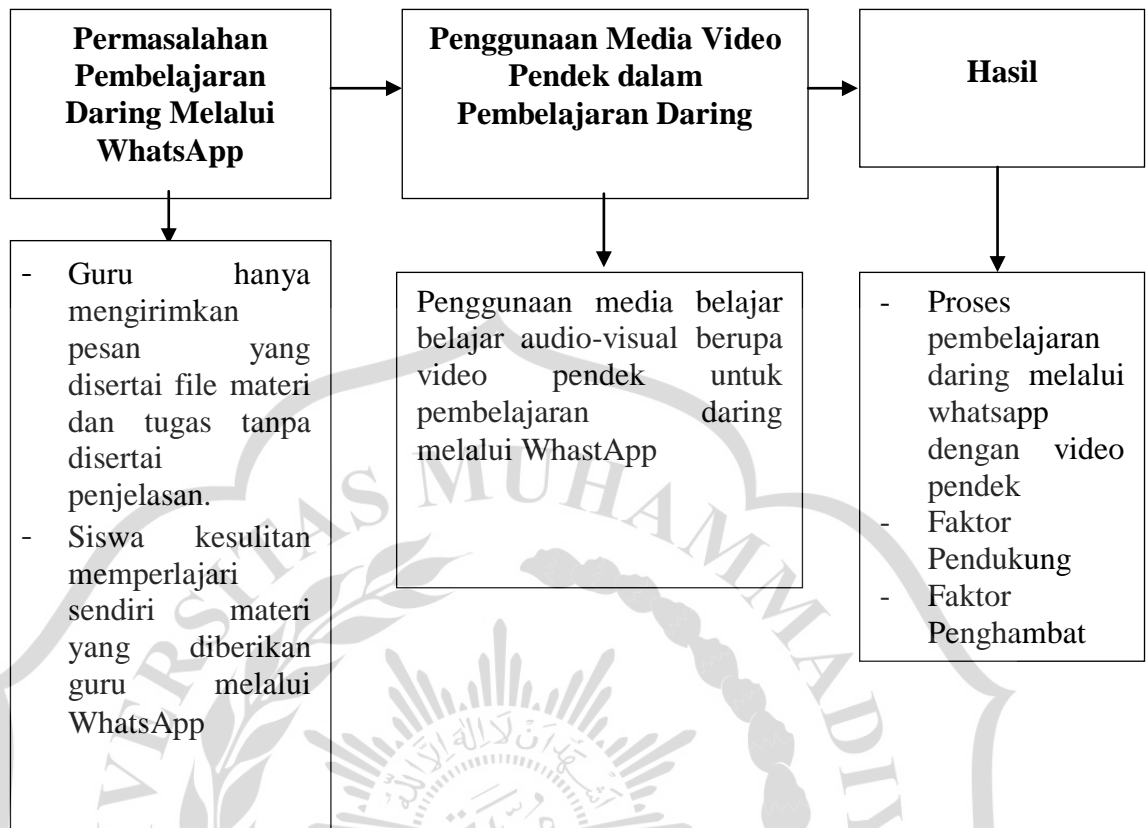 Permasalahan
Pembelajaran
Daring Melalui
WhatsApp
Penggunaan Media Video
Pendek dalam
Pembelajaran Daring
Hasil
- Guru hanya
mengirimkan
pesan yang
disertai file materi
dan tugas tanpa
disertai
penjelasan.
- Siswa kesulitan
memperlajari
sendiri materi
yang diberikan
guru melalui
WhatsApp
Penggunaan media belajar
belajar audio-visual berupa
video pendek untuk
pembelajaran daring
melalui WhastApp
- Proses
pembelajaran
daring melalui
whatsapp
dengan video
pendek
- Faktor
Pendukung
- Faktor
Penghambat
VERSITAS MUHAMMADIY